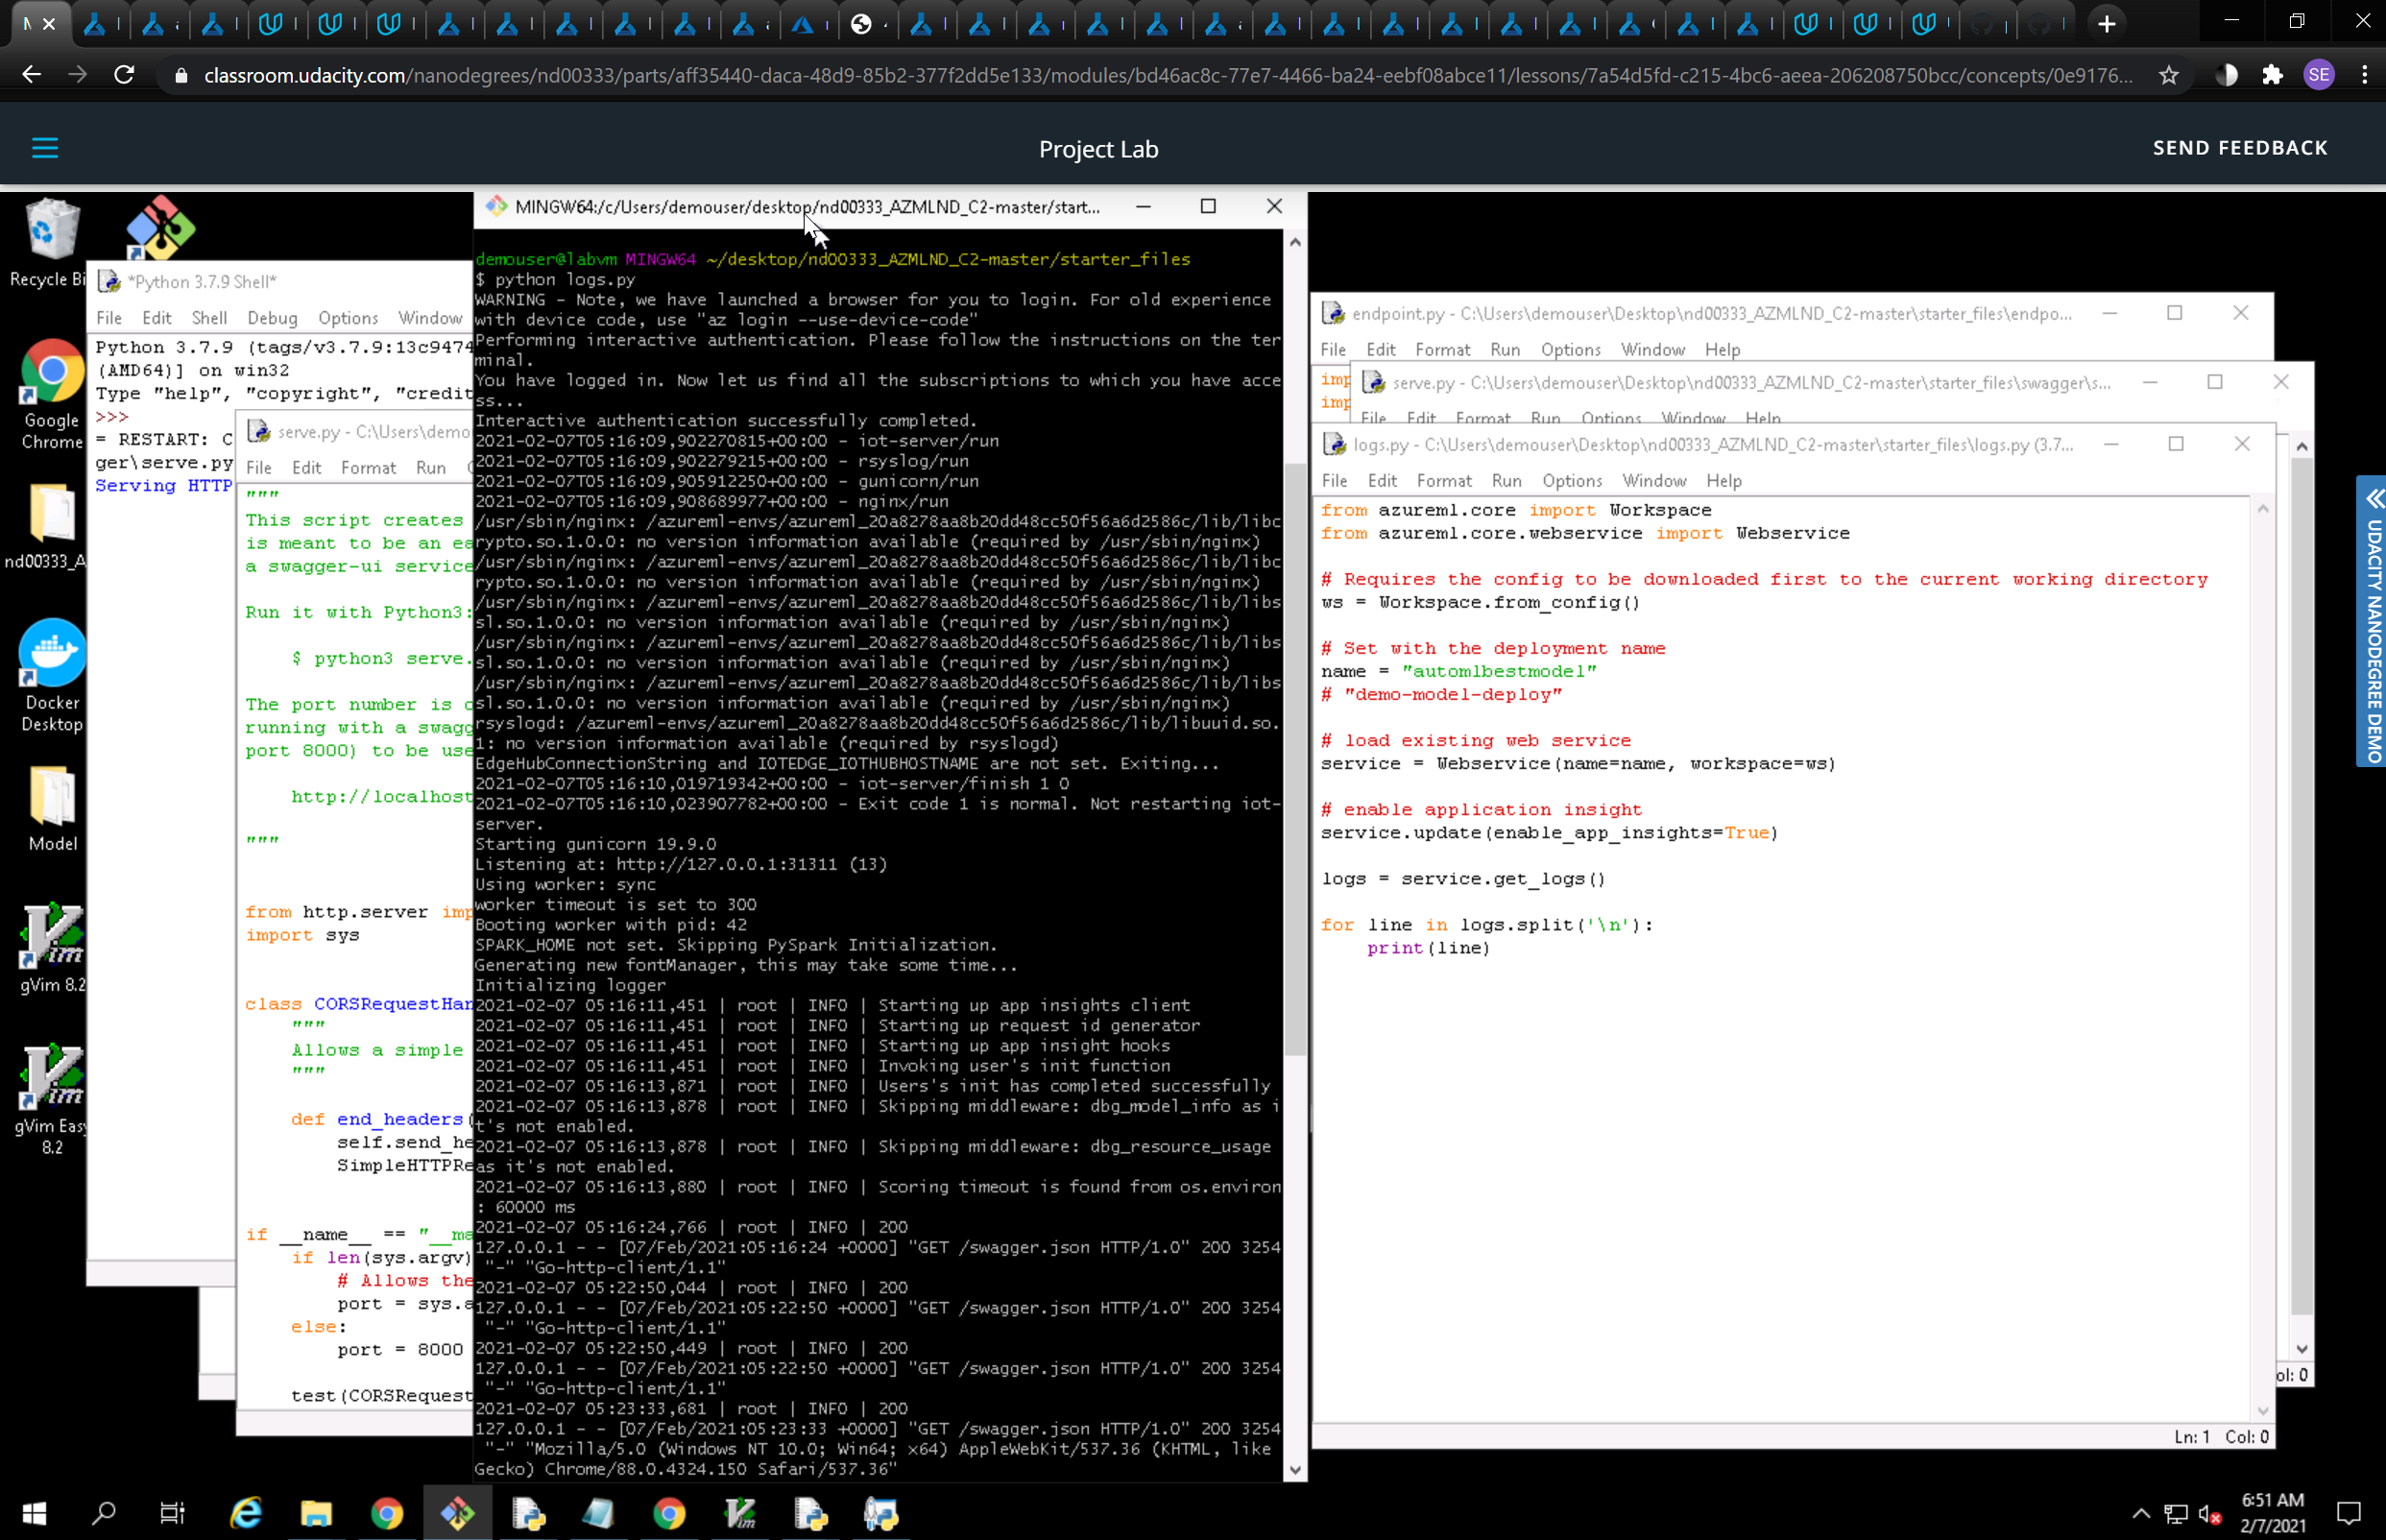 classroom.udacity.com/nanodegrees/nd00333/parts/aff35440-daca-48d9-85b2-377f2dd5e133/modules/bd46ac8c-77e7-4466-ba24-eebf08abce11/lessons/7a54d5fd-c215-4bc6-aeea-206208750bcc/concepts/0e9176...
SE
Project Lab
SEND FEEDBACK
Recycle Bi
Google
Chrome
nd00333_A
Docker
Desktop
Model
gVim 8.2
gVim Easy
8.2
*Python 3.7.9 Shell*
File Edit Shell Debug Options Window
Python 3.7.9 (tags/v3.7.9:13c9474
(AMD64)] on win32
Type "help", "copyright", "credit
>>>
= RESTART: C
ger\serve.py
Serving HTTP
serve.py - C:\Users\demo
File Edit Format Run
"""
This script creates
is meant to be an ea
a swagger-ui service
Run it with Python3:
$ python3 serve.
The port number is
running with a swagg
port 8000) to be use
http://localhost
"""
from http.server imp
import sys
class CORSRequestHan
"""
Allows a simple
"""
def end_headers(
self.send_he
SimpleHTTPRe
if __name__ == "__ma
if len(sys.argv)
# Allows the
port = sys.a
else:
port = 8000
test(CORSRequest
MINGW64:/c/Users/demouser/desktop/nd00333_AZMLND_C2-master/start...
demouser@labvm MINGW64 ~/desktop/nd00333_AZMLND_C2-master/starter_files
$ python logs.py
WARNING - Note, we have launched a browser for you to login. For old experience
with device code, use "az login --use-device-code"
Performing interactive authentication. Please follow the instructions on the ter
minal.
You have logged in. Now let us find all the subscriptions to which you have acce
ss...
Interactive authentication successfully completed.
2021-02-07T05:16:09,902270815+00:00 - iot-server/run
2021-02-07T05:16:09,902279215+00:00 - rsyslog/run
2021-02-07T05:16:09,905912250+00:00 - gunicorn/run
2021-02-07T05:16:09,908689977+00:00 - nginx/run
/usr/sbin/nginx: /azureml-envs/azureml_20a8278aa8b20dd48cc50f56a6d2586c/lib/libc
rypto.so.1.0.0: no version information available (required by /usr/sbin/nginx)
/usr/sbin/nginx: /azureml-envs/azureml_20a8278aa8b20dd48cc50f56a6d2586c/lib/libc
rypto.so.1.0.0: no version information available (required by /usr/sbin/nginx)
/usr/sbin/nginx: /azureml-envs/azureml_20a8278aa8b20dd48cc50f56a6d2586c/lib/libs
sl.so.1.0.0: no version information available (required by /usr/sbin/nginx)
/usr/sbin/nginx: /azureml-envs/azureml_20a8278aa8b20dd48cc50f56a6d2586c/lib/libs
sl.so.1.0.0: no version information available (required by /usr/sbin/nginx)
/usr/sbin/nginx: /azureml-envs/azureml_20a8278aa8b20dd48cc50f56a6d2586c/lib/libs
sl.so.1.0.0: no version information available (required by /usr/sbin/nginx)
rsyslogd: /azureml-envs/azureml_20a8278aa8b20dd48cc50f56a6d2586c/lib/libuuid.so.
1: no version information available (required by rsyslogd)
EdgeHubConnectionString and IOTEDGE_IOTHUBHOSTNAME are not set. Exiting...
2021-02-07T05:16:10,019719342+00:00 - iot-server/finish 1 0
2021-02-07T05:16:10,023907782+00:00 - Exit code 1 is normal. Not restarting iot-
server.
Starting gunicorn 19.9.0
Listening at: http://127.0.0.1:31311 (13)
Using worker: sync
worker timeout is set to 300
Booting worker with pid: 42
SPARK_HOME not set. Skipping PySpark Initialization.
Generating new fontManager, this may take some time...
Initializing logger
2021-02-07 05:16:11,451 | root | INFO | Starting up app insights client
2021-02-07 05:16:11,451 | root | INFO | Starting up request id generator
2021-02-07 05:16:11,451 | root | INFO | Starting up app insight hooks
2021-02-07 05:16:11,451 | root | INFO | Invoking user's init function
2021-02-07 05:16:13,871 | root | INFO | Users's init has completed successfully
2021-02-07 05:16:13,878 | root | INFO | Skipping middleware: dbg_model_info as i
t's not enabled.
2021-02-07 05:16:13,878 | root | INFO | Skipping middleware: dbg_resource_usage
as it's not enabled.
2021-02-07 05:16:13,880 | root | INFO | Scoring timeout is found from os.environ
: 60000 ms
2021-02-07 05:16:24,766 | root | INFO | 200
127.0.0.1 - - [07/Feb/2021:05:16:24 +0000] "GET /swagger.json HTTP/1.0" 200 3254
"-" "Go-http-client/1.1"
2021-02-07 05:22:50,044 | root | INFO | 200
127.0.0.1 - - [07/Feb/2021:05:22:50 +0000] "GET /swagger.json HTTP/1.0" 200 3254
"-" "Go-http-client/1.1"
2021-02-07 05:22:50,449 | root | INFO | 200
127.0.0.1 - - [07/Feb/2021:05:22:50 +0000] "GET /swagger.json HTTP/1.0" 200 3254
"-" "Go-http-client/1.1"
2021-02-07 05:23:33,681 | root | INFO | 200
127.0.0.1 - - [07/Feb/2021:05:23:33 +0000] "GET /swagger.json HTTP/1.0" 200 3254
"-" "Mozilla/5.0 (Windows NT 10.0; Win64; x64) AppleWebKit/537.36 (KHTML, like
Gecko) Chrome/88.0.4324.150 Safari/537.36"
endpoint.py - C:\Users\demouser\Desktop\nd00333_AZMLND_C2-master\starter_files\endpo...
File Edit Format Run Options Window Help
imp
imp
serve.py - C:\Users\demouser\Desktop\nd00333_AZMLND_C2-master\starter_files\swagger\s...
File Edit Format Run Options Window Help
logs.py - C:\Users\demouser\Desktop\nd00333_AZMLND_C2-master\starter_files\logs.py (3.7...
File Edit Format Run Options Window Help
from azureml.core import Workspace
from azureml.core.webservice import Webservice
# Requires the config to be downloaded first to the current working directory
ws = Workspace.from_config()
# Set with the deployment name
name = "automlbestmodel"
# "demo-model-deploy"
# load existing web service
service = Webservice(name=name, workspace=ws)
# enable application insight
service.update(enable_app_insights=True)
logs = service.get_logs()
for line in logs.split('\n'):
print(line)
ol: 0
Ln: 1 Col: 0
UDACITY NANODEGREE DEMO
6:51 AM
2/7/2021